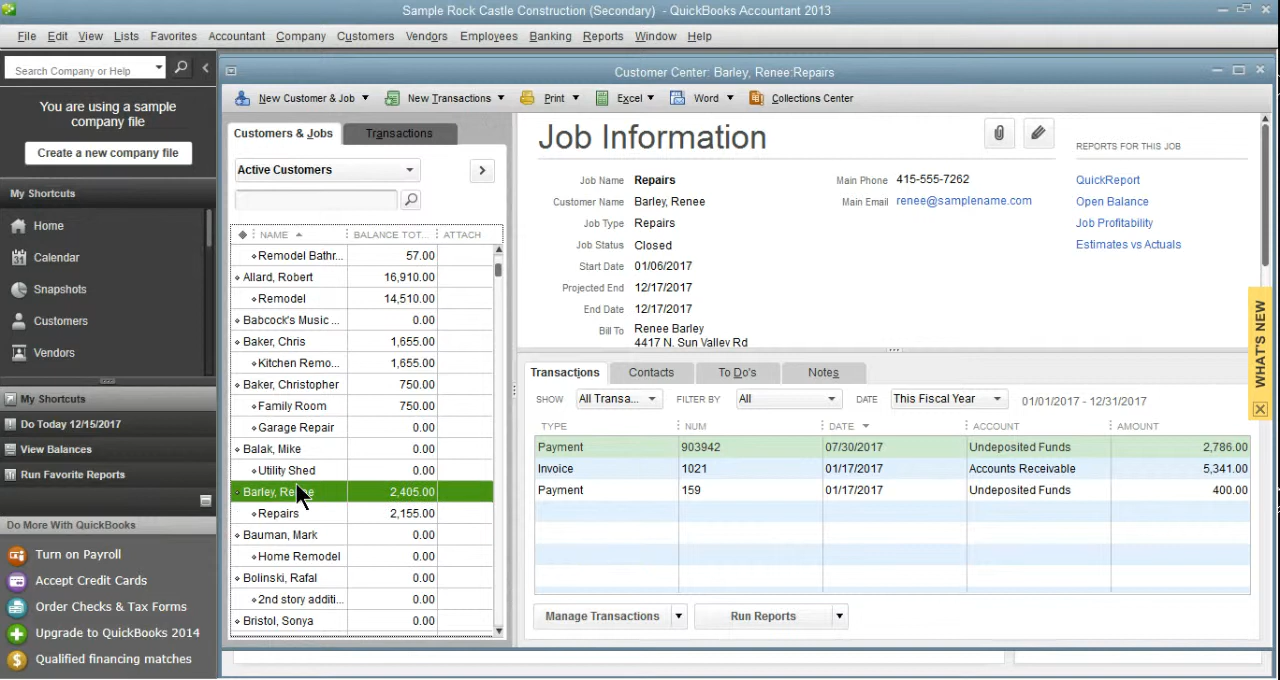 Sample Rock Castle Construction (Secondary) - QuickBooks Accountant 2013
File Edit View Lists Favorites Accountant Company Customers Vendors Employees Banking Reports Window Help
Search Company or Help
You are using a sample
company file
Create a new company file
My Shortcuts
Home
Calendar
Snapshots
Customers
Vendors
My Shortcuts
Do Today 12/15/2017
View Balances
Run Favorite Reports
Do More With QuickBooks
Turn on Payroll
Accept Credit Cards
Order Checks & Tax Forms
Upgrade to QuickBooks 2014
Qualified financing matches
Customer Center: Barley, Renee:Repairs
New Customer & Job New Transactions Print Excel Word Collections Center
Customers & Jobs Transactions
Active Customers
NAME BALANCE TOT... ATTACH
Remodel Bathr... 57.00
Allard, Robert 16,910.00
Remodel 14,510.00
Babcock's Music ... 0.00
Baker, Chris 1,655.00
Kitchen Remo... 1,655.00
Baker, Christopher 750.00
Family Room 750.00
Garage Repair 0.00
Balak, Mike 0.00
Utility Shed 0.00
Barley, Renee 2,405.00
Repairs 2,155.00
Bauman, Mark 0.00
Home Remodel 0.00
Bolinski, Rafal 0.00
2nd story additi... 0.00
Bristol, Sonya 0.00
Job Information
Job Name Repairs
Customer Name Barley, Renee
Job Type Repairs
Job Status Closed
Start Date 01/06/2017
Projected End 12/17/2017
End Date 12/17/2017
Bill To Renee Barley
4417 N. Sun Valley Rd
Main Phone 415-555-7262
Main Email renee@samplename.com
REPORTS FOR THIS JOB
QuickReport
Open Balance
Job Profitability
Estimates vs Actuals
WHAT'S NEW
Transactions Contacts To Do's Notes
SHOW All Transa... FILTER BY All DATE This Fiscal Year 01/01/2017 - 12/31/2017
TYPE NUM DATE ACCOUNT AMOUNT
Payment 903942 07/30/2017 Undeposited Funds 2,786.00
Invoice 1021 01/17/2017 Accounts Receivable 5,341.00
Payment 159 01/17/2017 Undeposited Funds 400.00
Manage Transactions Run Reports